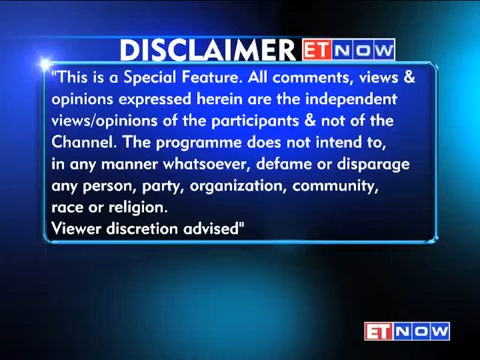 DISCLAIMER ET NOW
"This is a Special Feature. All comments, views &
opinions expressed herein are the independent
views/opinions of the participants & not of the
Channel. The programme does not intend to,
in any manner whatsoever, defame or disparage
any person, party, organization, community,
race or religion.
Viewer discretion advised"
ET NOW